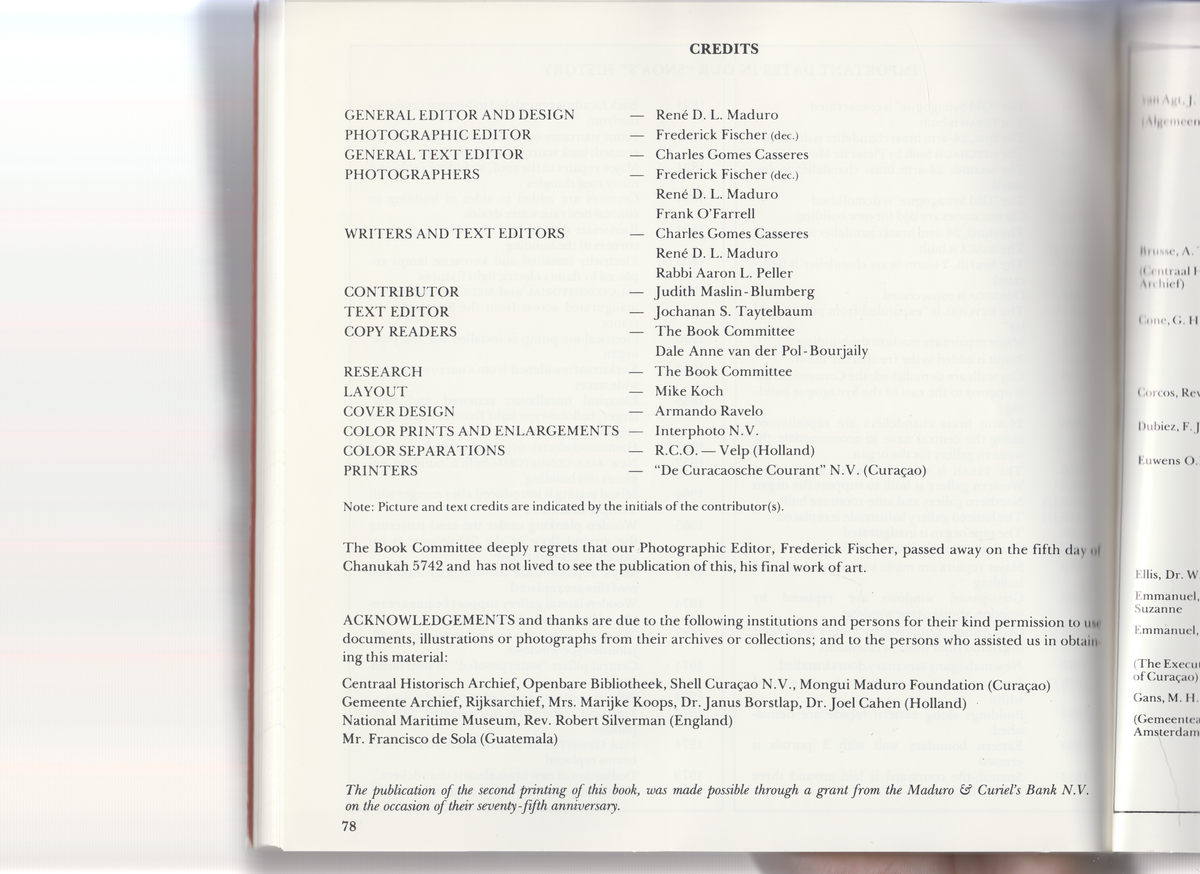 CREDITS
GENERAL EDITOR AND DESIGN — René D. L. Maduro
PHOTOGRAPHIC EDITOR — Frederick Fischer (dec.)
GENERAL TEXT EDITOR — Charles Gomes Casseres
PHOTOGRAPHERS — Frederick Fischer (dec.)
René D. L. Maduro
Frank O'Farrell
WRITERS AND TEXT EDITORS — Charles Gomes Casseres
René D. L. Maduro
Rabbi Aaron L. Peller
CONTRIBUTOR — Judith Maslin-Blumberg
TEXT EDITOR — Jochanan S. Taytelbaum
COPY READERS — The Book Committee
Dale Anne van der Pol-Bourjaily
RESEARCH — The Book Committee
LAYOUT — Mike Koch
COVER DESIGN — Armando Ravelo
COLOR PRINTS AND ENLARGEMENTS — Interphoto N.V.
COLOR SEPARATIONS — R.C.O. — Velp (Holland)
PRINTERS — “De Curacaosche Courant” N.V. (Curaçao)
Note: Picture and text credits are indicated by the initials of the contributor(s).
The Book Committee deeply regrets that our Photographic Editor, Frederick Fischer, passed away on the fifth day of
Chanukah 5742 and has not lived to see the publication of this, his final work of art.
ACKNOWLEDGEMENTS and thanks are due to the following institutions and persons for their kind permission to use
documents, illustrations or photographs from their archives or collections; and to the persons who assisted us in obtain-
ing this material:
Centraal Historisch Archief, Openbare Bibliotheek, Shell Curaçao N.V., Mongui Maduro Foundation (Curaçao)
Gemeente Archief, Rijksarchief, Mrs. Marijke Koops, Dr. Janus Borstlap, Dr. Joel Cahen (Holland)
National Maritime Museum, Rev. Robert Silverman (England)
Mr. Francisco de Sola (Guatemala)
The publication of the second printing of this book, was made possible through a grant from the Maduro & Curiel's Bank N.V.
on the occasion of their seventy-fifth anniversary.
78
van Agt, J.
(Algemeen
Brusse, A.
(Centraal H
Archief)
Cone, G. H
Corcos, Rev
Dubiez, F. J
Euwens O.
Ellis, Dr. W
Emmanuel,
Suzanne
Emmanuel,
(The Execu
of Curaçao)
Gans, M. H.
(Gemeentea
Amsterdam